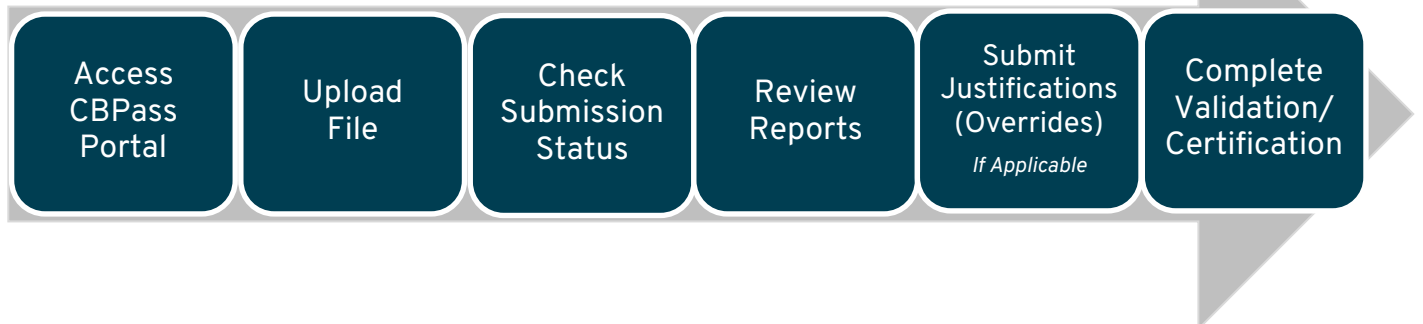 Access
CBPass
Portal
Upload
File
Check
Submission
Status
Review
Reports
Submit
Justifications
(Overrides)
If Applicable
Complete
Validation/
Certification